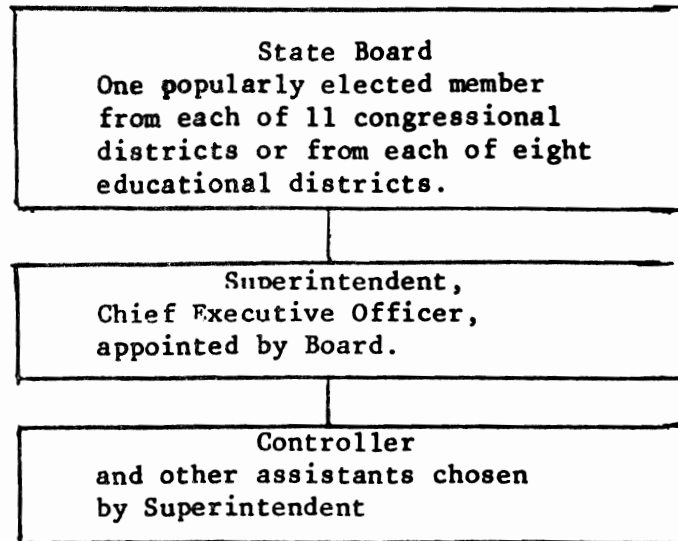 State Board
One popularly elected member
from each of 11 congressional
districts or from each of eight
educational districts.
Superintendent,
Chief Executive Officer,
appointed by Board.
Controller
and other assistants chosen
by Superintendent